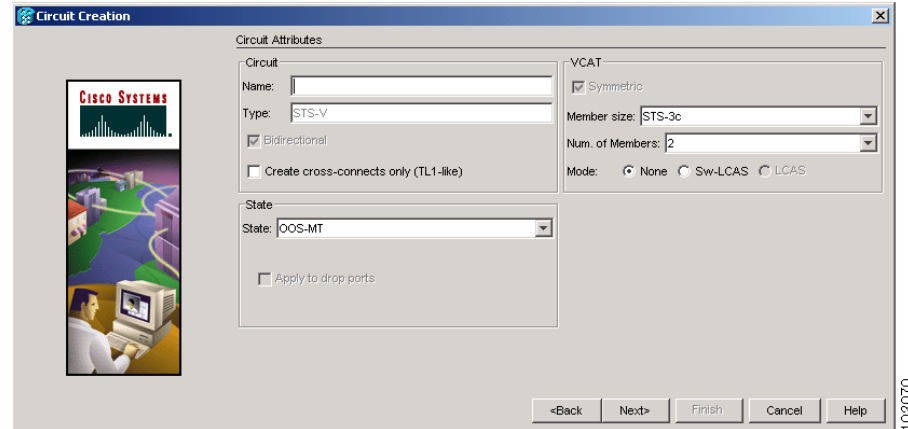 Circuit Creation
Circuit Attributes
CISCO SYSTEMS
Circuit
Name:
Type: STS-V
Bidirectional
Create cross-connects only (TL1-like)
VCAT
Symmetric
Member size: STS-3c
Num. of Members: 2
Mode: None Sw-LCAS LCAS
State
State: OOS-MT
Apply to drop ports
<Back Next> Finish Cancel Help
102070